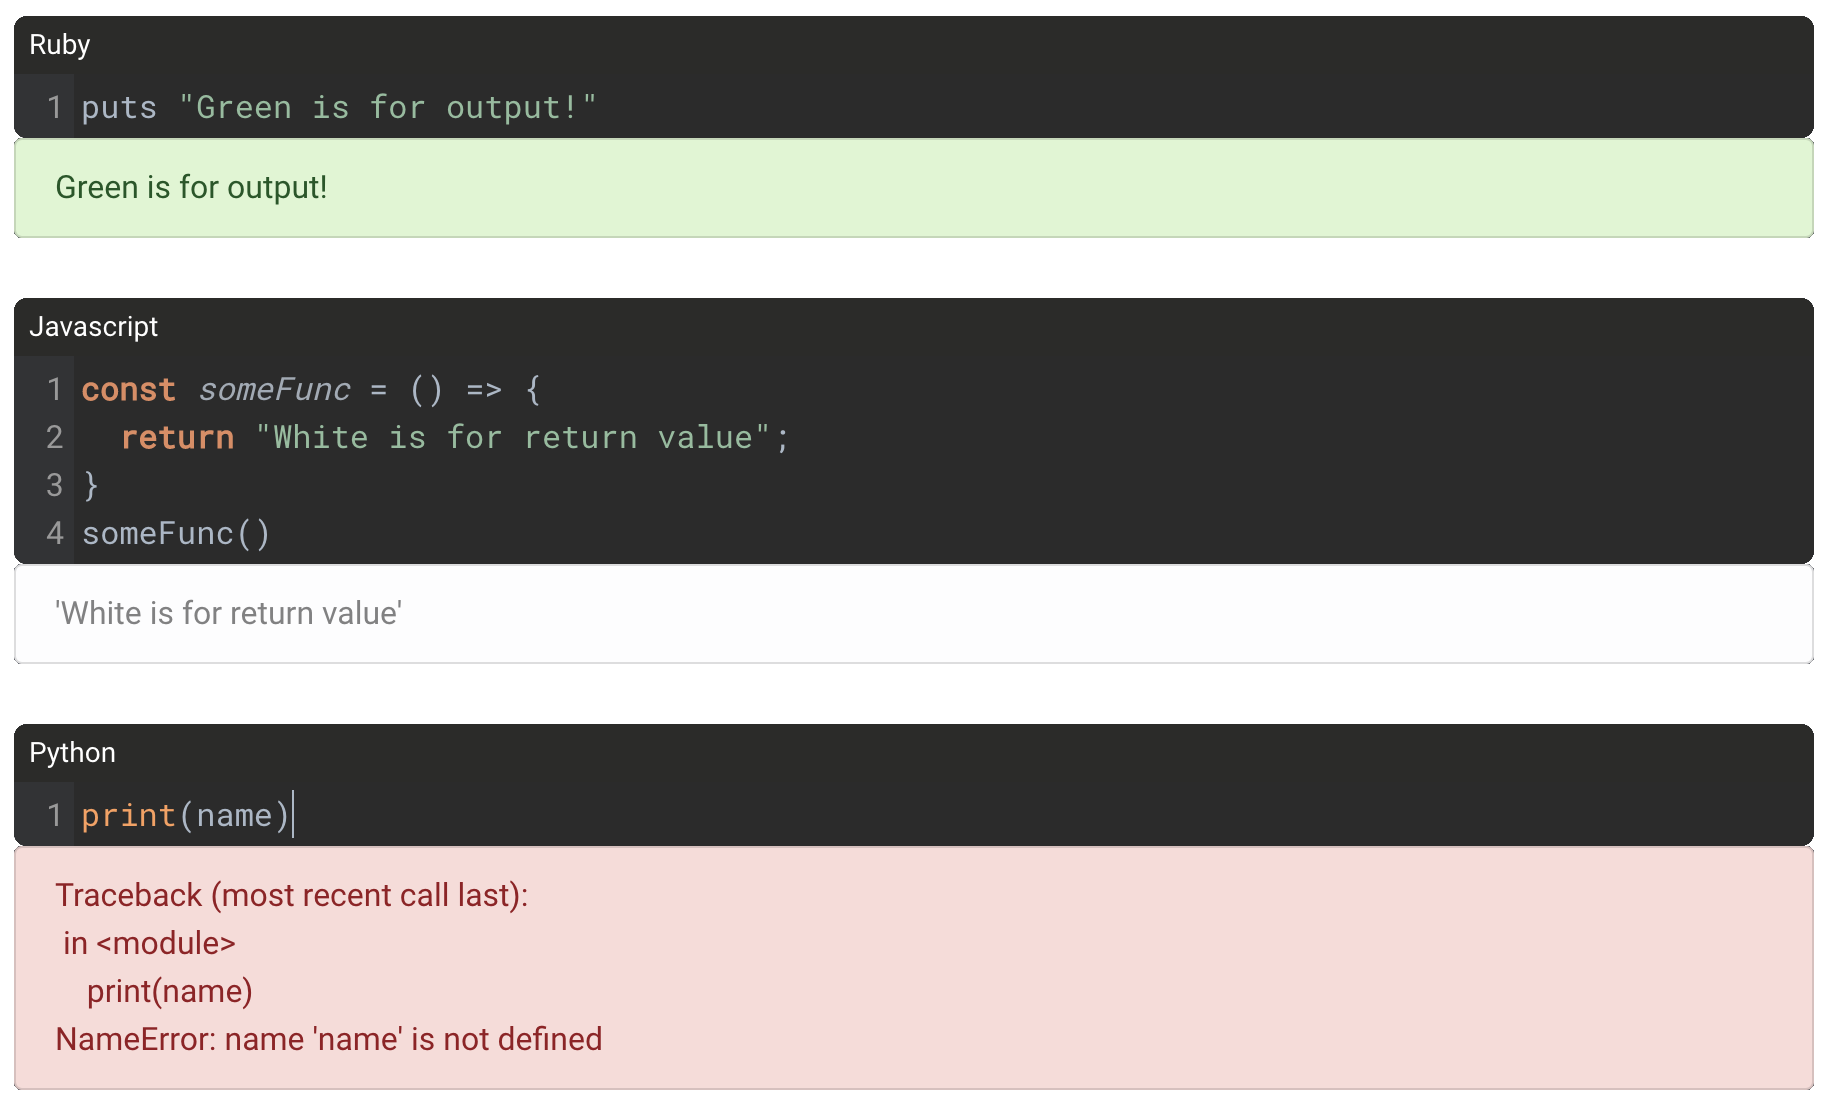 Ruby
1 puts "Green is for output!"
Green is for output!
Javascript
1 const someFunc = () => {
2   return "White is for return value";
3 }
4 someFunc()
'White is for return value'
Python
1 print(name)
Traceback (most recent call last):
 in <module>
    print(name)
NameError: name 'name' is not defined